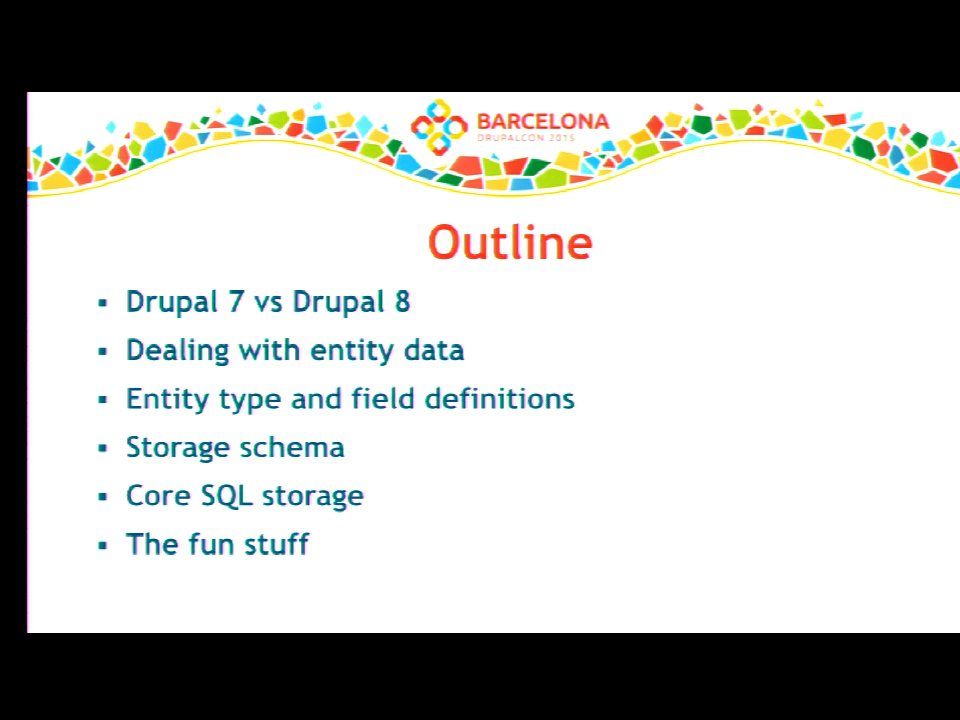 BARCELONA
DRUPALCON 2015
Outline
▪ Drupal 7 vs Drupal 8
▪ Dealing with entity data
▪ Entity type and field definitions
▪ Storage schema
▪ Core SQL storage
▪ The fun stuff